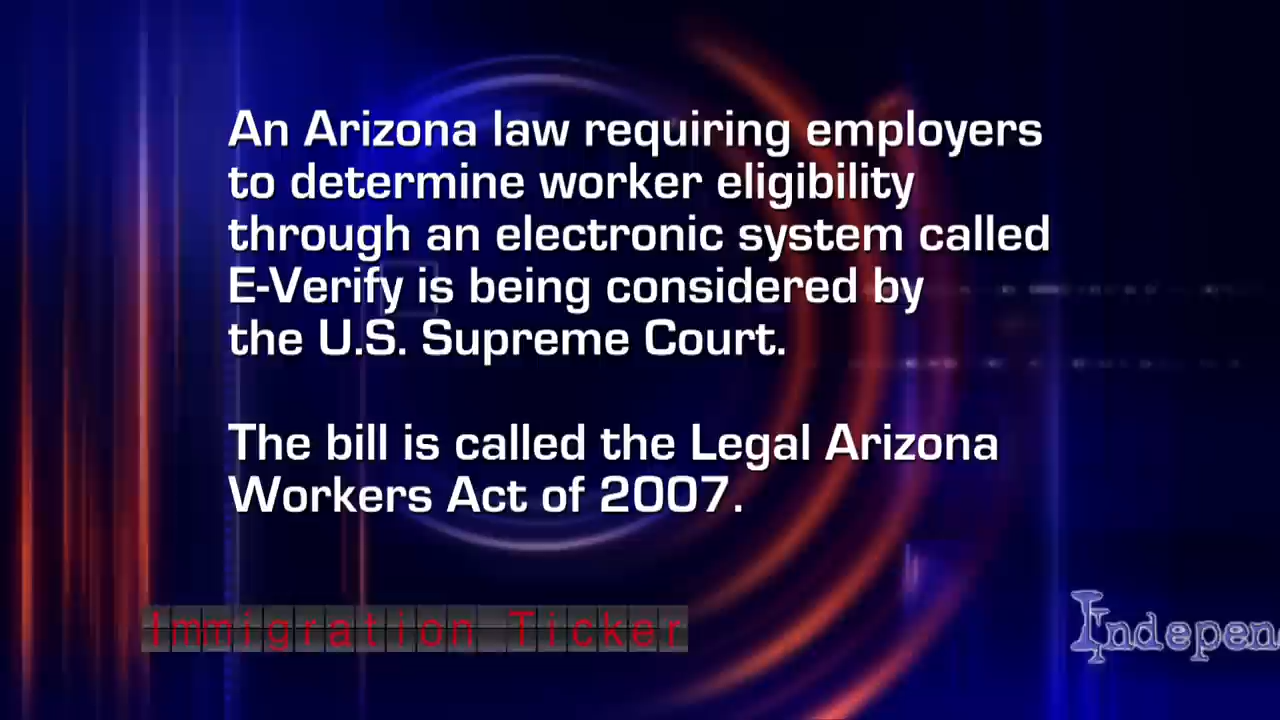 An Arizona law requiring employers
to determine worker eligibility
through an electronic system called
E-Verify is being considered by
the U.S. Supreme Court.
The bill is called the Legal Arizona
Workers Act of 2007.
Immigration Ticker
Indepen